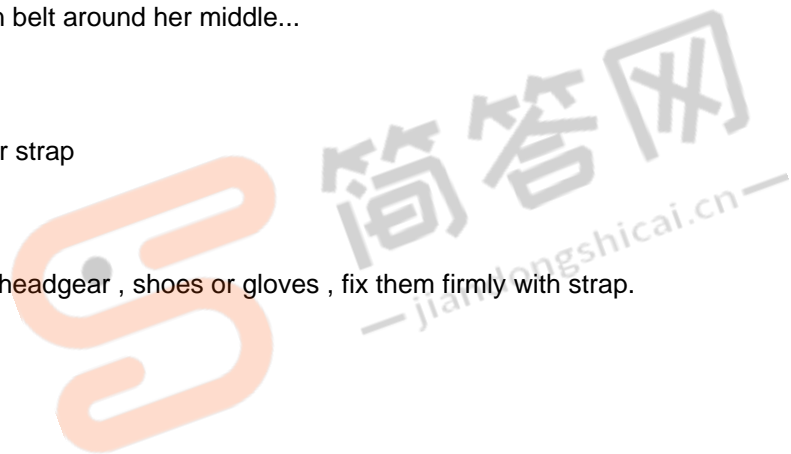 belt around her middle...
strap
简答网
jiandongshicai.cn
headgear , shoes or gloves , fix them firmly with strap.